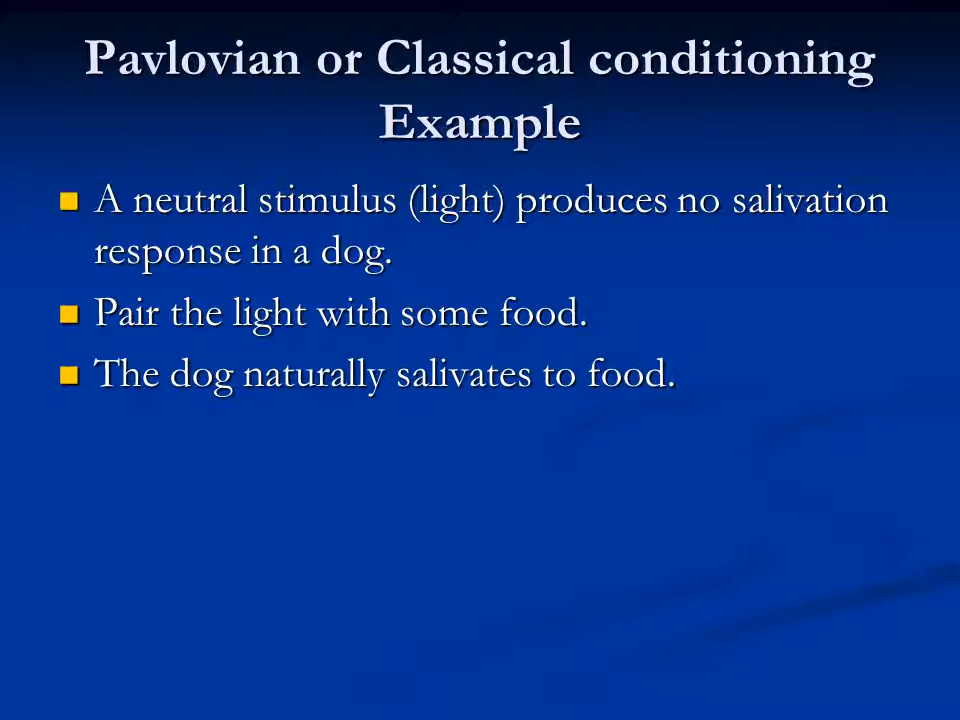 Pavlovian or Classical conditioning
Example
A neutral stimulus (light) produces no salivation
response in a dog.
Pair the light with some food.
The dog naturally salivates to food.